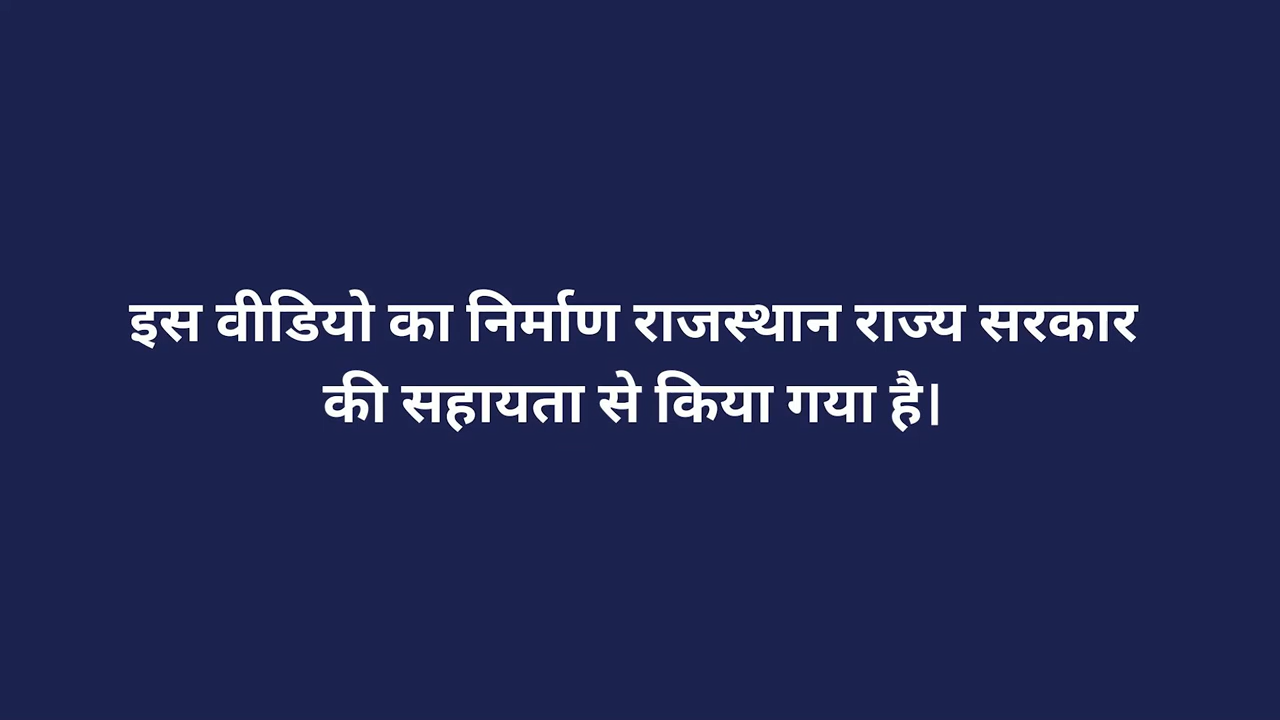 इस वीडियो का निर्माण राजस्थान राज्य सरकार
की सहायता से किया गया है।